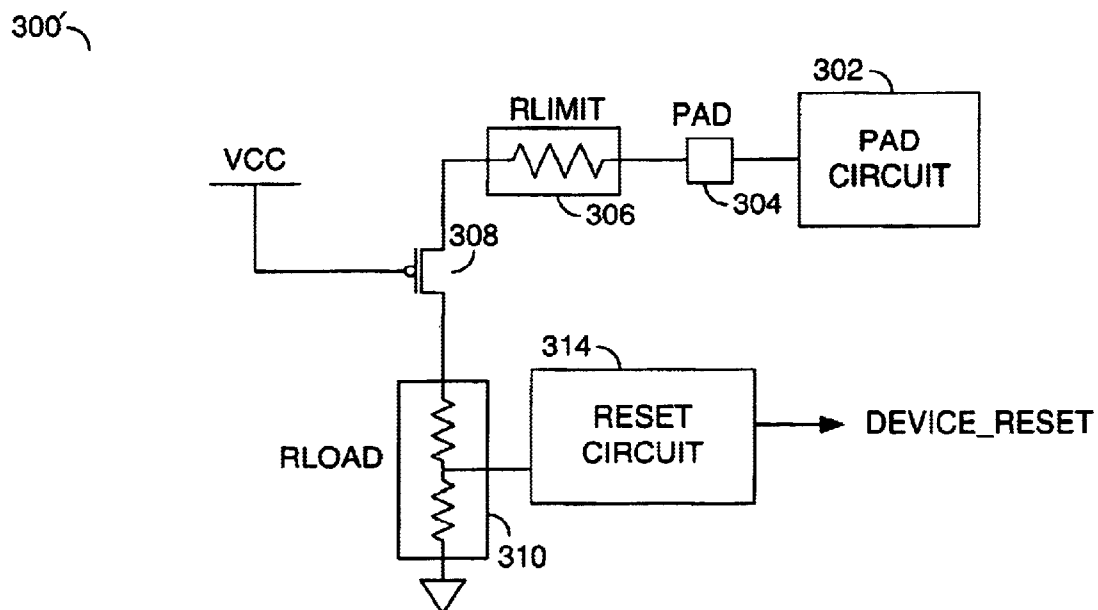 300′
302
RLIMIT
PAD
PAD
CIRCUIT
VCC
304
306
308
314
RESET
CIRCUIT
DEVICE_RESET
RLOAD
310